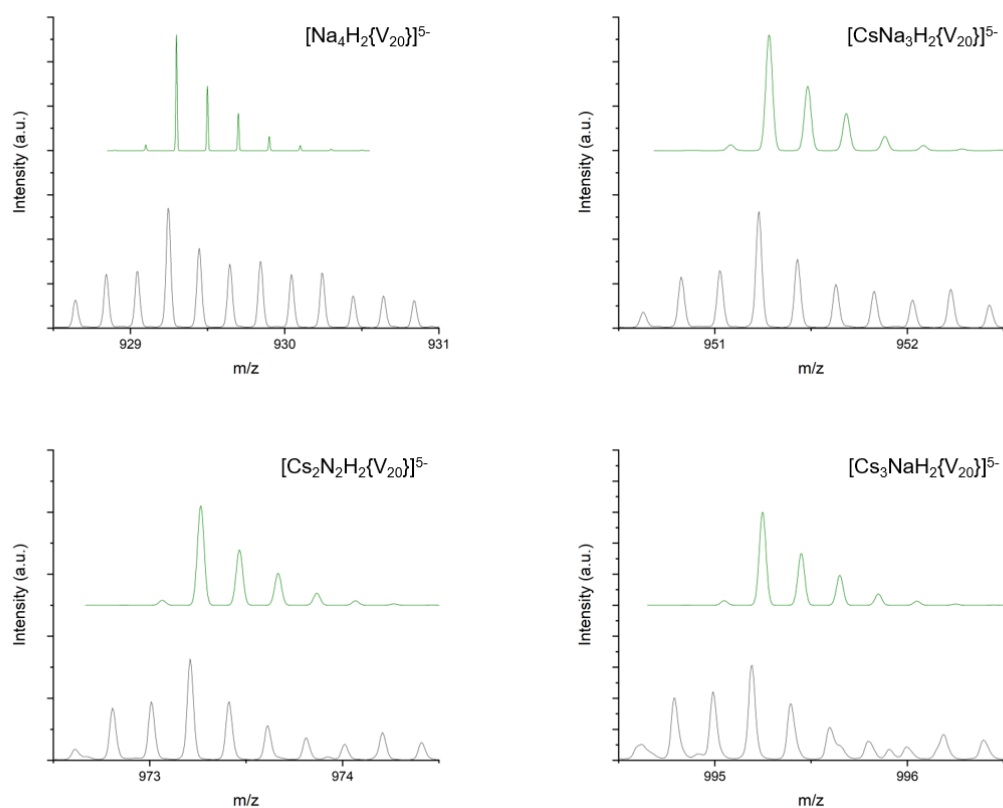 [Na₄H₂{V₂₀}]⁵⁻
Intensity (a.u.)
929 930 931
m/z
[CsNa₃H₂{V₂₀}]⁵⁻
Intensity (a.u.)
951 952
m/z
[Cs₂N₂H₂{V₂₀}]⁵⁻
Intensity (a.u.)
973 974
m/z
[Cs₃NaH₂{V₂₀}]⁵⁻
Intensity (a.u.)
995 996
m/z